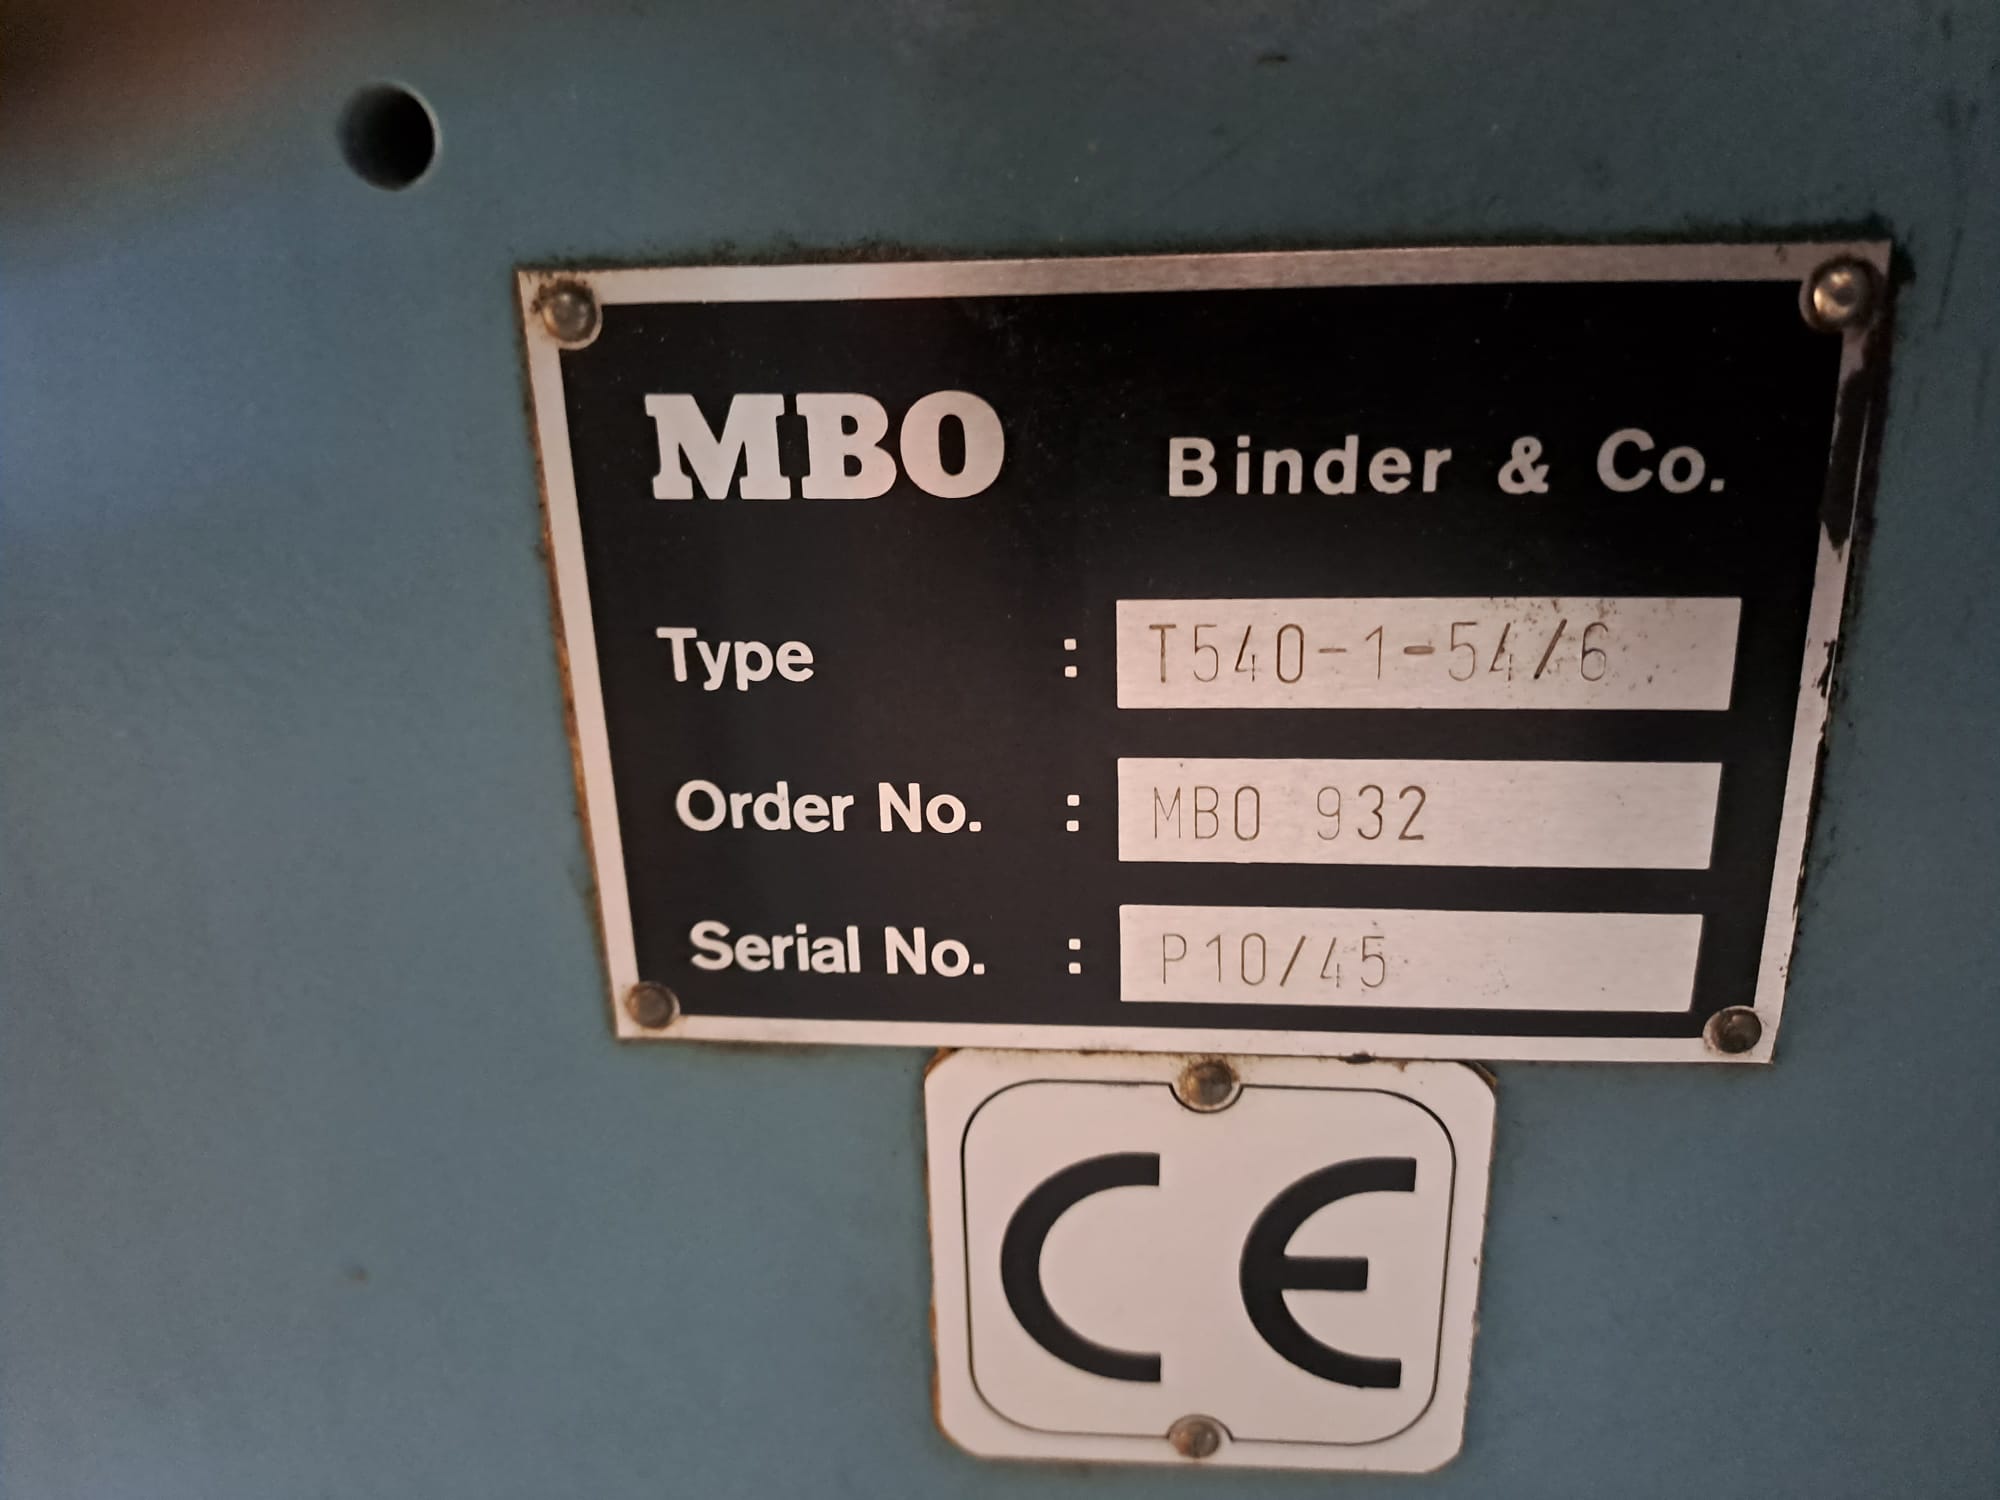 MBO Binder & Co.
Type : T540-1-54/6
Order No. : MBO 932
Serial No. : P10/45
CE